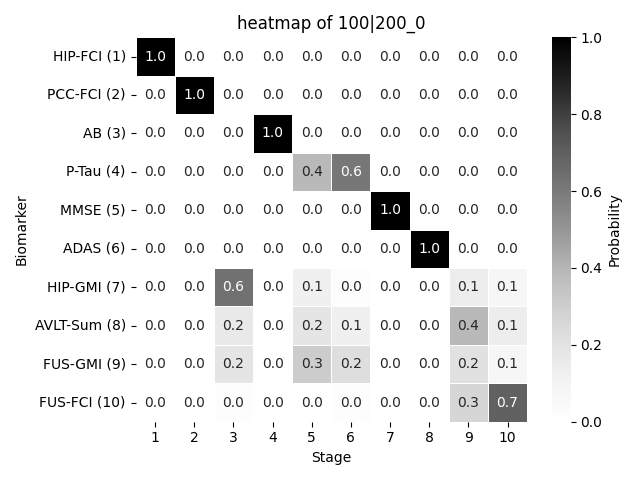 heatmap of 100|200_0
HIP-FCI (1) 1.0 0.0 0.0 0.0 0.0 0.0 0.0 0.0 0.0 0.0
PCC-FCI (2) 0.0 1.0 0.0 0.0 0.0 0.0 0.0 0.0 0.0 0.0
AB (3) 0.0 0.0 0.0 1.0 0.0 0.0 0.0 0.0 0.0 0.0
P-Tau (4) 0.0 0.0 0.0 0.0 0.4 0.6 0.0 0.0 0.0 0.0
MMSE (5) 0.0 0.0 0.0 0.0 0.0 0.0 1.0 0.0 0.0 0.0
ADAS (6) 0.0 0.0 0.0 0.0 0.0 0.0 0.0 1.0 0.0 0.0
HIP-GMI (7) 0.0 0.0 0.6 0.0 0.1 0.0 0.0 0.0 0.1 0.1
AVLT-Sum (8) 0.0 0.0 0.2 0.0 0.2 0.1 0.0 0.0 0.4 0.1
FUS-GMI (9) 0.0 0.0 0.2 0.0 0.3 0.2 0.0 0.0 0.2 0.1
FUS-FCI (10) 0.0 0.0 0.0 0.0 0.0 0.0 0.0 0.0 0.3 0.7
1 2 3 4 5 6 7 8 9 10
Stage
Biomarker
1.0
0.8
0.6
0.4
0.2
0.0
Probability